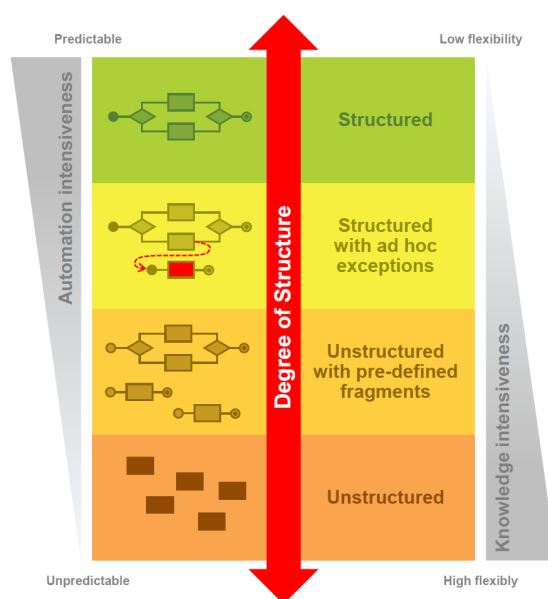 Predictable
Low flexibility
Automation intensiveness
Degree of Structure
Structured
Structured
with ad hoc
exceptions
Unstructured
with pre-defined
fragments
Unstructured
Knowledge intensiveness
Unpredictable
High flexibly